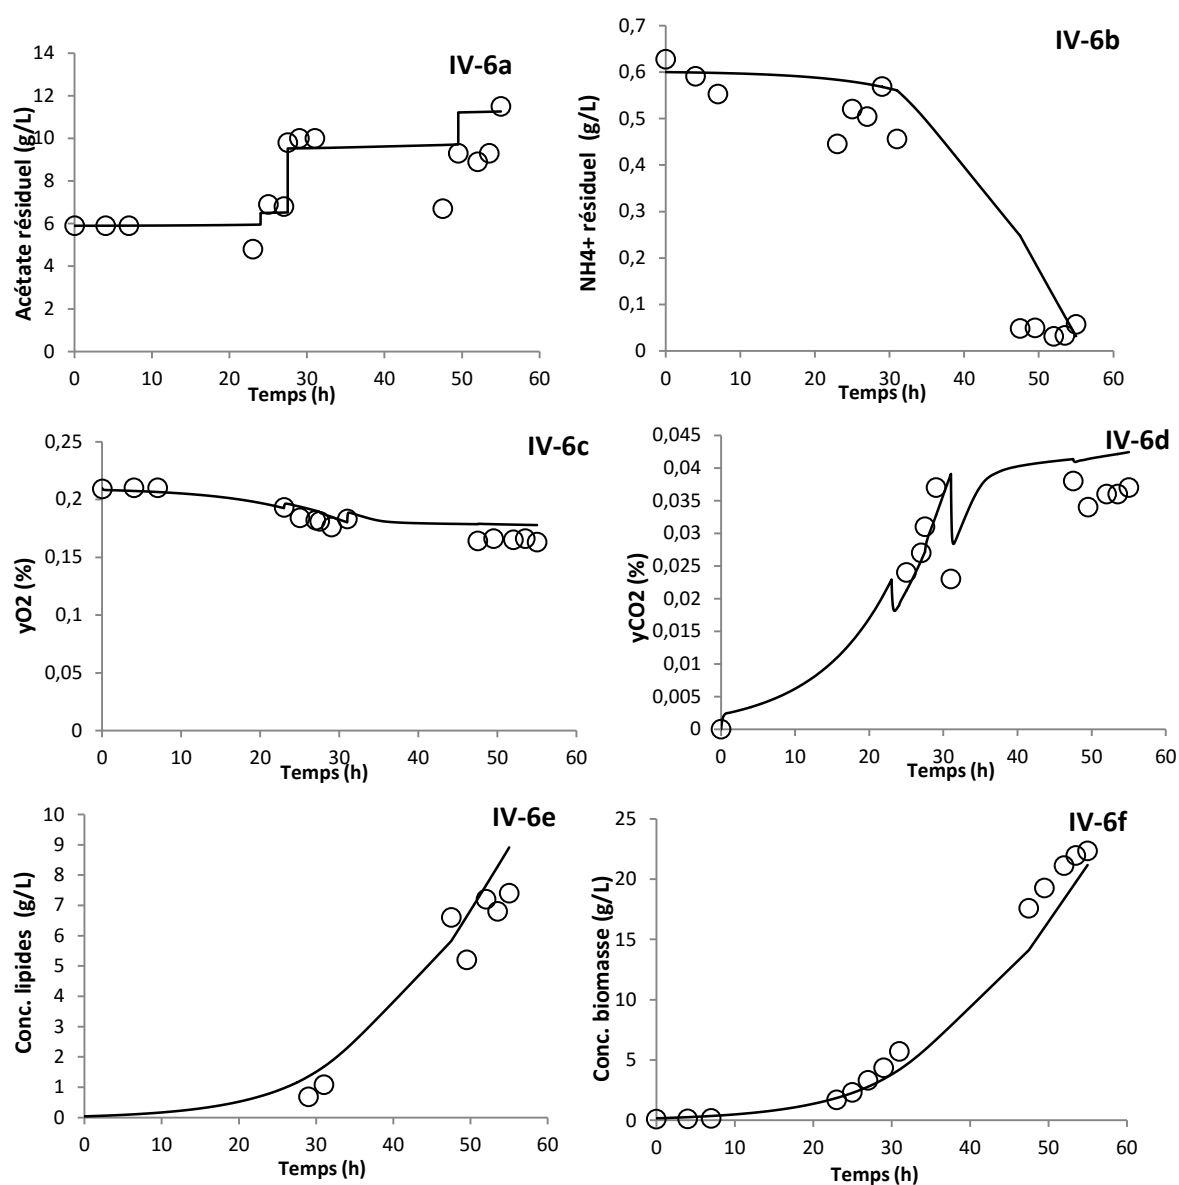 IV-6a
Acétate résiduel (g/L)
14
12
10
8
6
4
2
0
0 10 20 30 40 50 60
Temps (h)
IV-6b
NH4+ résiduel (g/L)
0,7
0,6
0,5
0,4
0,3
0,2
0,1
0
0 10 20 30 40 50 60
Temps (h)
IV-6c
yO2 (%)
0,25
0,2
0,15
0,1
0,05
0
0 10 20 30 40 50 60
Temps (h)
IV-6d
yCO2 (%)
0,045
0,04
0,035
0,03
0,025
0,02
0,015
0,01
0,005
0
0 10 20 30 40 50 60
Temps (h)
IV-6e
Conc. lipides (g/L)
10
9
8
7
6
5
4
3
2
1
0
0 10 20 30 40 50 60
Temps (h)
IV-6f
Conc. biomasse (g/L)
25
20
15
10
5
0
0 10 20 30 40 50 60
Temps (h)